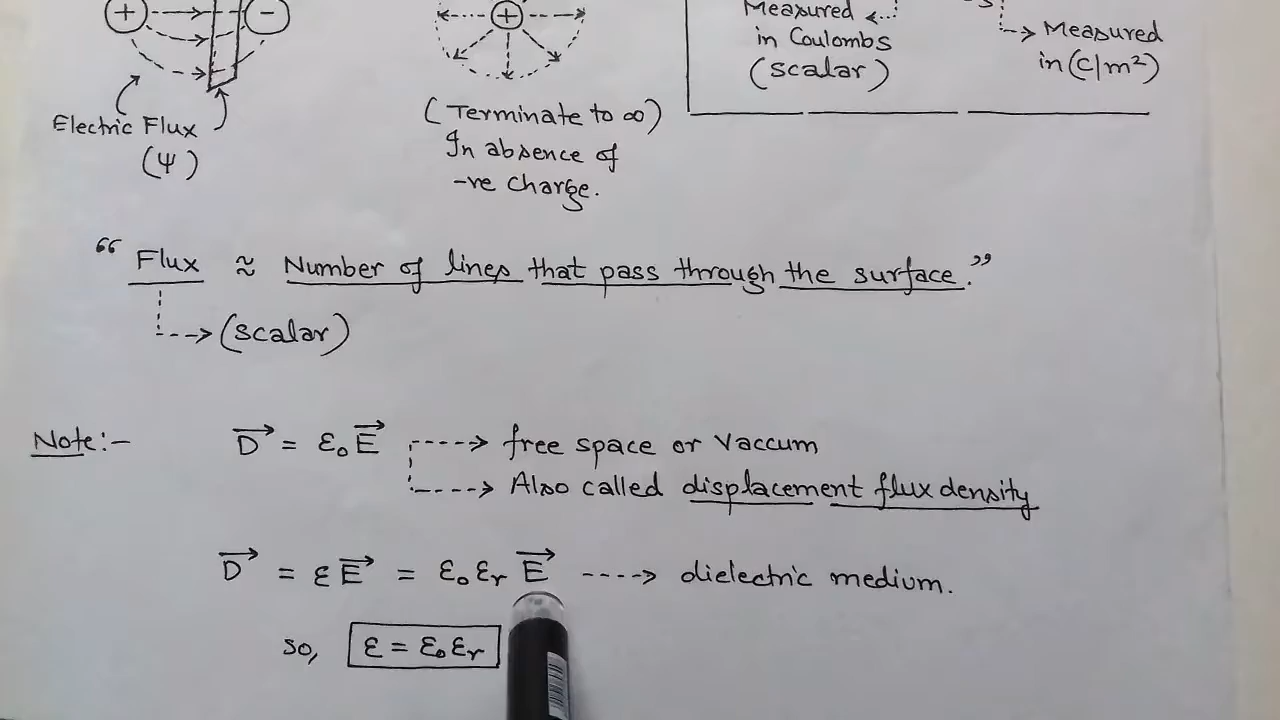 + −
+
Electric Flux
(Ψ)
(Terminate to ∞)
In absence of
-ve charge.
Measured
in Coulombs
(scalar)
Measured
in (C/m²)
“ Flux ≈ Number of lines that pass through the surface.”
(scalar)
Note:- D⃗ = ε₀E⃗ free space or Vaccum
Also called displacement flux density
D⃗ = εE⃗ = ε₀εᵣ E⃗ dielectric medium.
so, ε = ε₀εᵣ